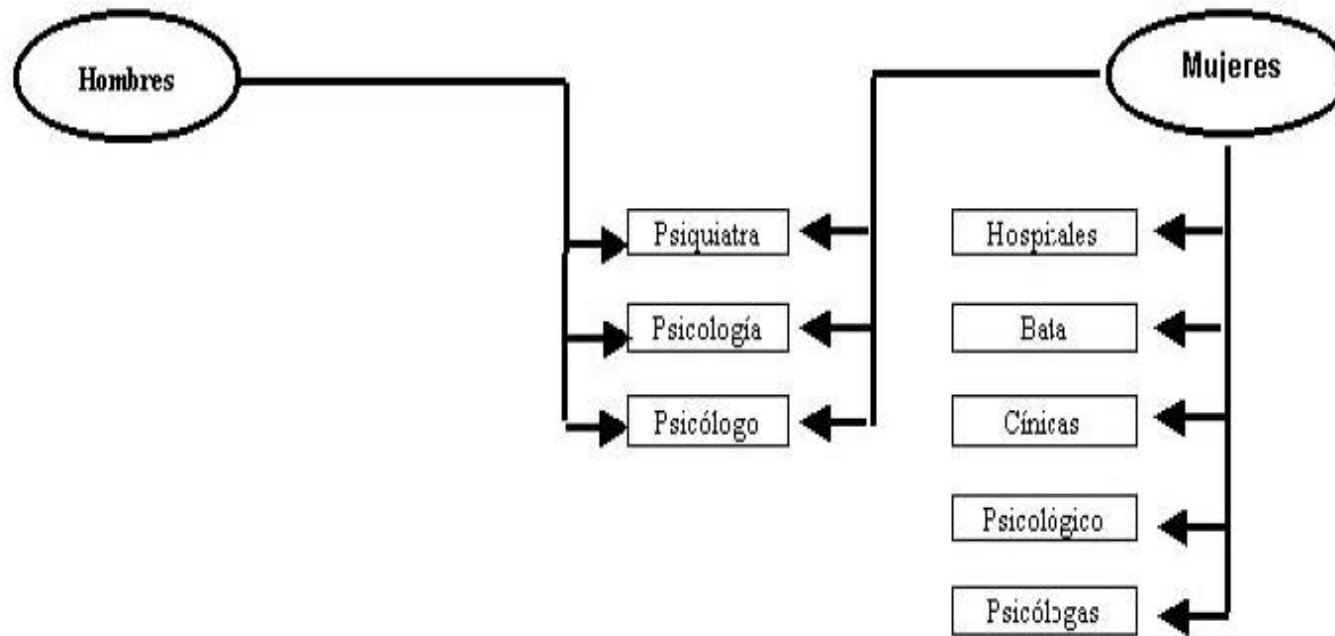 Hombres
Mujeres
Psiquiatra
Hospitales
Psicología
Bata
Psicólogo
Cínicas
Psicológico
Psicólogas